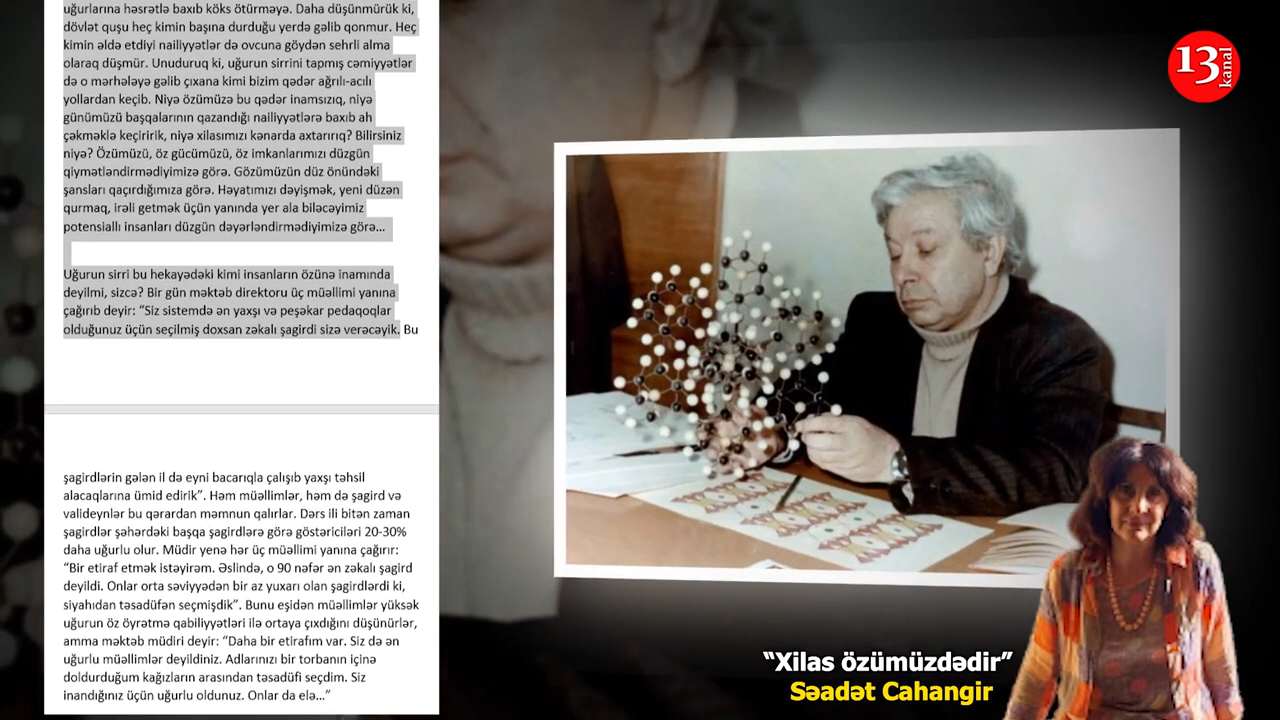 uğurlarına həsrətlə baxıb köks ötürməyə. Daha düşünmürük ki,
dövlət quşu heç kimin başına durduğu yerdə gəlib qonmur. Heç
kimin əldə etdiyi nailiyyətlər də ovcuna göydən sehrli alma
olaraq düşmür. Unuduruq ki, uğurun sirrini tapmış cəmiyyətlər
də o mərhələyə gəlib çıxana kimi bizim qədər ağrılı-acılı
yollardan keçib. Niyə özümüzə bu qədər inamsızıq, niyə
günümüzü başqalarının qazandığı nailiyyətlərə baxıb ah
çəkməklə keçiririk, niyə xilasımızı kənarda axtarırıq? Bilirsiniz
niyə? Özümüzü, öz gücümüzü, öz imkanlarımızı düzgün
qiymətləndirmədiyimizə görə. Gözümüzün düz önündəki
şansları qaçırdığımıza görə. Həyatımızı dəyişmək, yeni düzən
qurmaq, irəli getmək üçün yanında yer ala biləcəyimiz
potensiallı insanları düzgün dəyərləndirmədiyimizə görə...
Uğurun sirri bu hekayədəki kimi insanların özünə inamında
deyilmi, sizcə? Bir gün məktəb direktoru üç müəllimi yanına
çağırıb deyir: “Siz sistemdə ən yaxşı və peşəkar pedaqoqlar
olduğunuz üçün seçilmiş doxsan zəkalı şagirdi sizə verəcəyik. Bu
şagirdlərin gələn il də eyni bacarıqla çalışıb yaxşı təhsil
alacaqlarına ümid edirik”. Həm müəllimlər, həm də şagird və
valideynlər bu qərardan məmnun qalırlar. Dərs ili bitən zaman
şagirdlər şəhərdəki başqa şagirdlərə görə göstəriciləri 20-30%
daha uğurlu olur. Müdir yenə hər üç müəllimi yanına çağırır:
“Bir etiraf etmək istəyirəm. Əslində, o 90 nəfər ən zəkalı şagird
deyildi. Onlar orta səviyyədən bir az yuxarı olan şagirdlərdi ki,
siyahıdan təsadüfən seçmişdik”. Bunu eşidən müəllimlər yüksək
uğurun öz öyrətmə qabiliyyətləri ilə ortaya çıxdığını düşünürlər,
amma məktəb müdiri deyir: “Daha bir etirafım var. Siz də ən
uğurlu müəllimlər deyildiniz. Adlarınızı bir torbanın içinə
doldurduğum kağızların arasından təsadüfi seçdim. Siz
inandığınız üçün uğurlu oldunuz. Onlar da elə...”
13 kanal
“Xilas özümüzdədir”
Səadət Cahangir